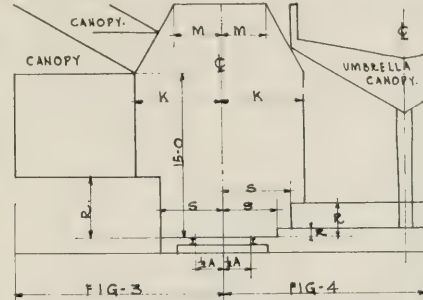 CANOPY.
M M
℄
℄
CANOPY
UMBRELLA
CANOPY.
K K
15-0
S
R
S S
R
R
½A ½A
FIG-3 FIG-4